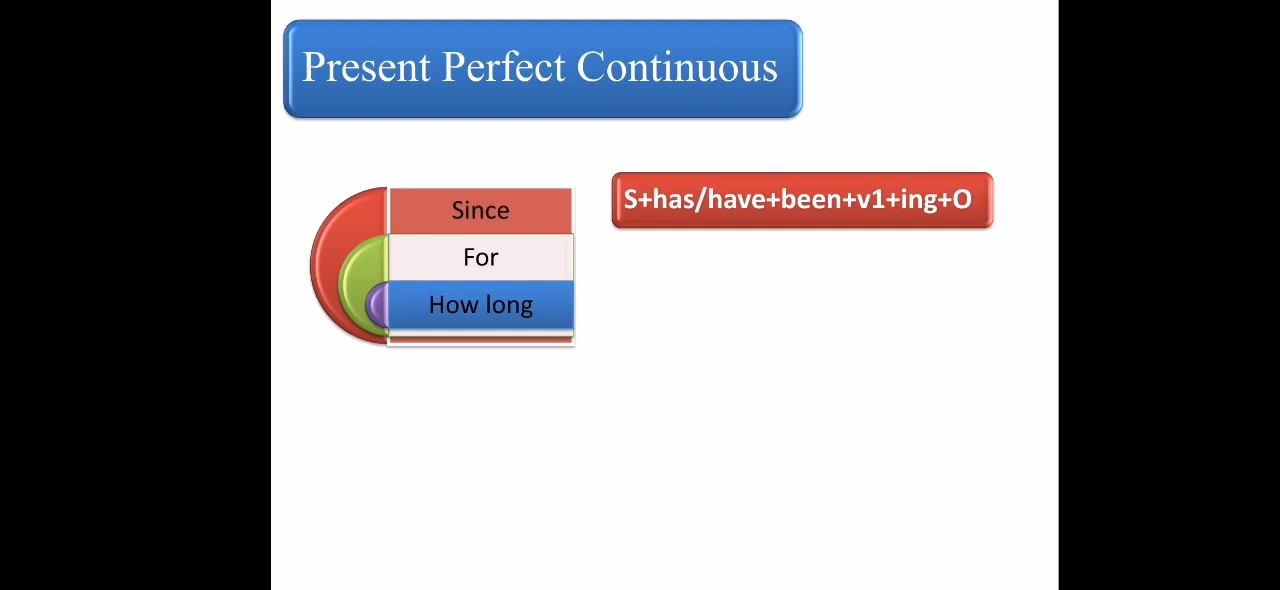 Present Perfect Continuous
S+has/have+been+v1+ing+O
Since
For
How long